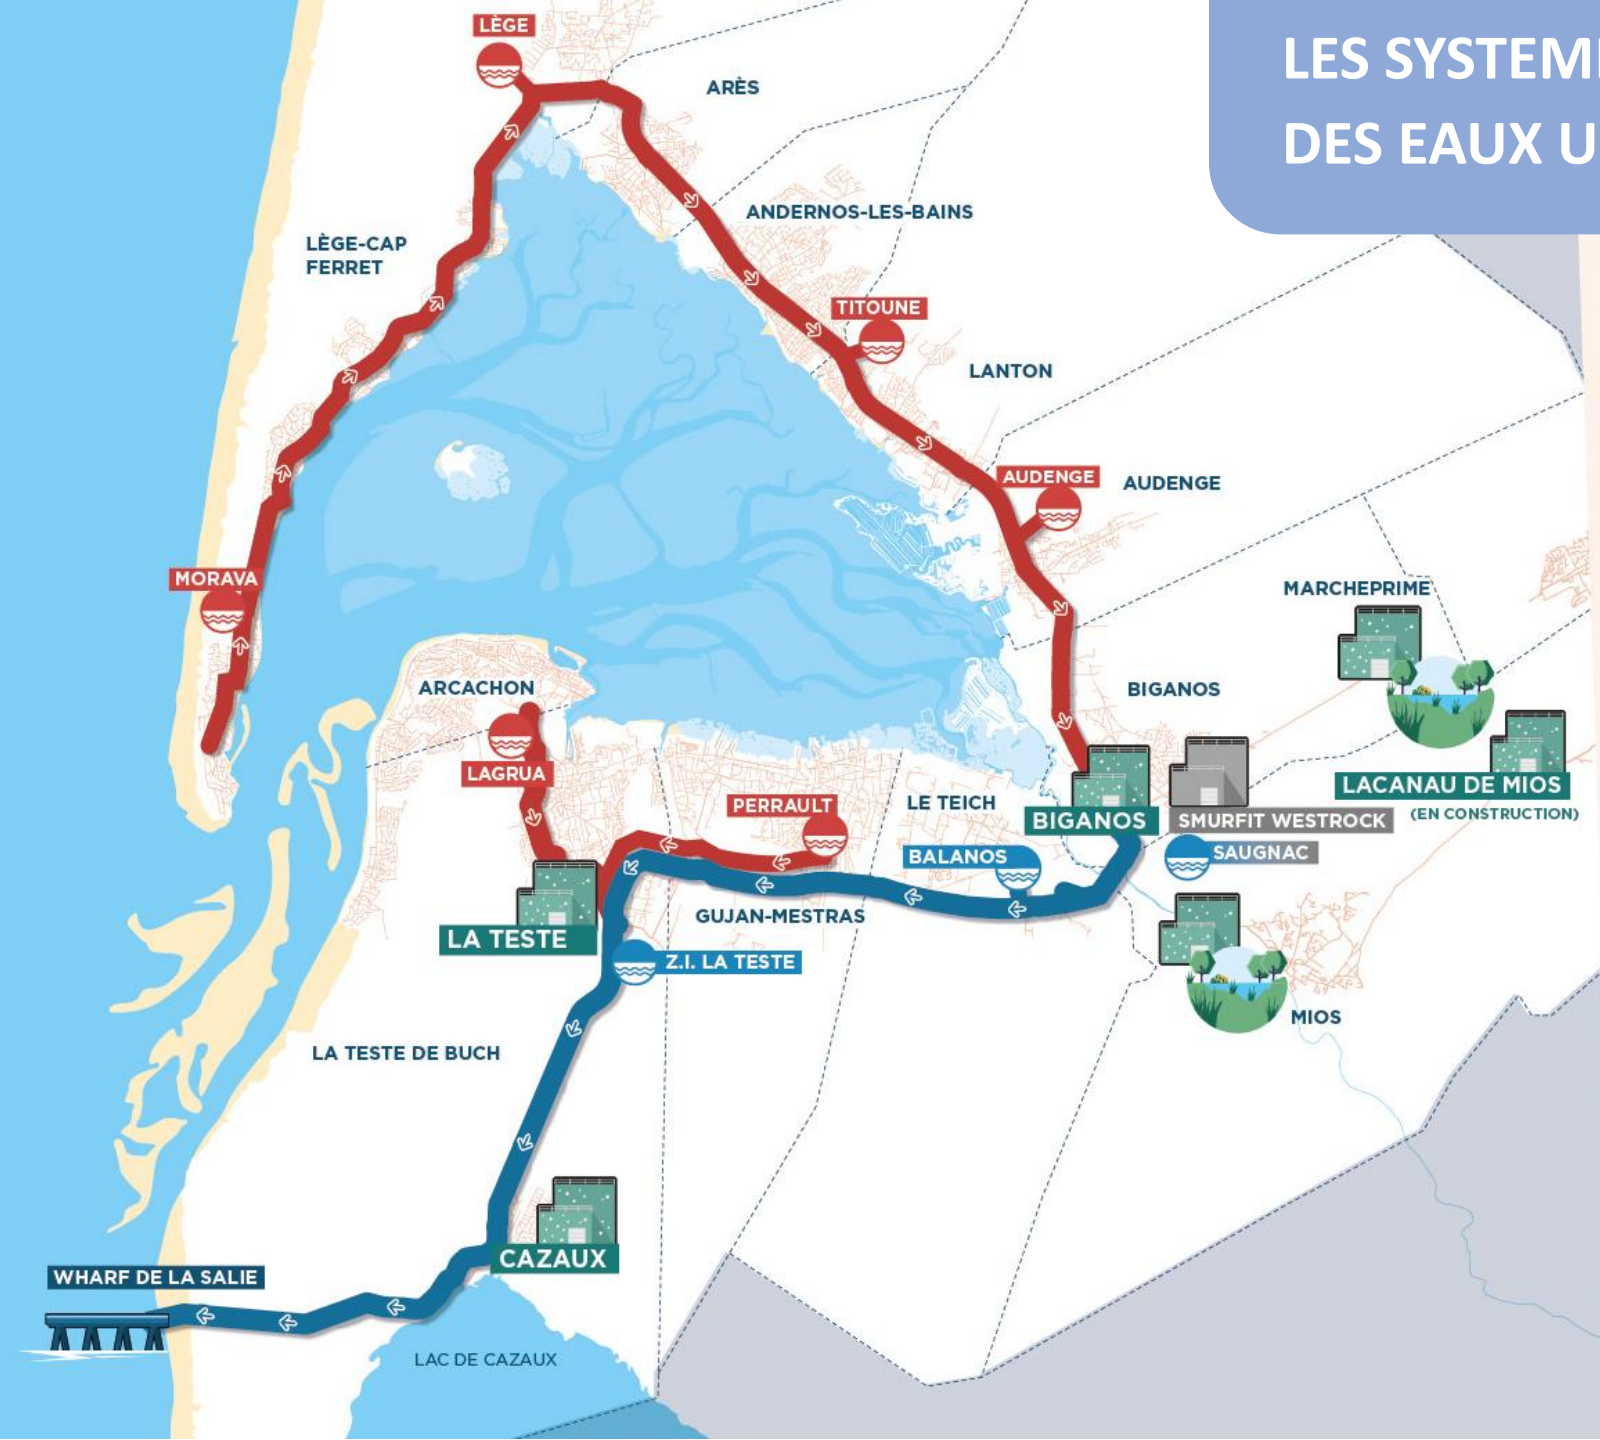 LÈGE
LES SYSTEM
DES EAUX U
ARÈS
ANDERNOS-LES-BAINS
LÈGE-CAP
FERRET
TITOUNE
LANTON
AUDENGE
AUDENGE
MORAVA
MARCHEPRIME
ARCACHON
BIGANOS
LAGRUA
PERRAULT
LE TEICH
LACANAU DE MIOS
(EN CONSTRUCTION)
BIGANOS
SMURFIT WESTROCK
BALANOS
SAUGNAC
GUJAN-MESTRAS
LA TESTE
Z.I. LA TESTE
MIOS
LA TESTE DE BUCH
CAZAUX
WHARF DE LA SALIE
LAC DE CAZAUX